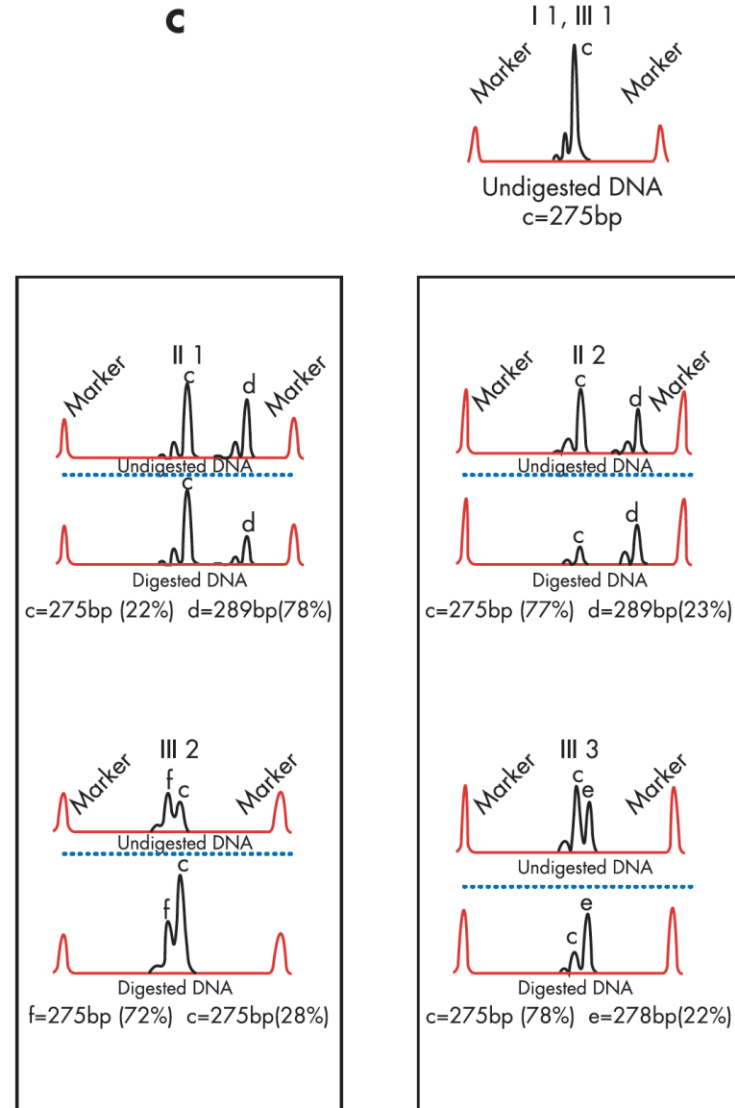 C
I 1, III 1
Marker
c
Marker
Undigested DNA
c=275bp
II 1
Marker
c
d
Marker
Undigested DNA
c
d
Digested DNA
c=275bp (22%) d=289bp(78%)
II 2
Marker
c
d
Marker
Undigested DNA
c
d
Digested DNA
c=275bp (77%) d=289bp(23%)
III 2
Marker
f
c
Marker
Undigested DNA
f
c
Digested DNA
f=275bp (72%) c=275bp(28%)
III 3
Marker
c
e
Marker
Undigested DNA
c
e
Digested DNA
c=275bp (78%) e=278bp(22%)